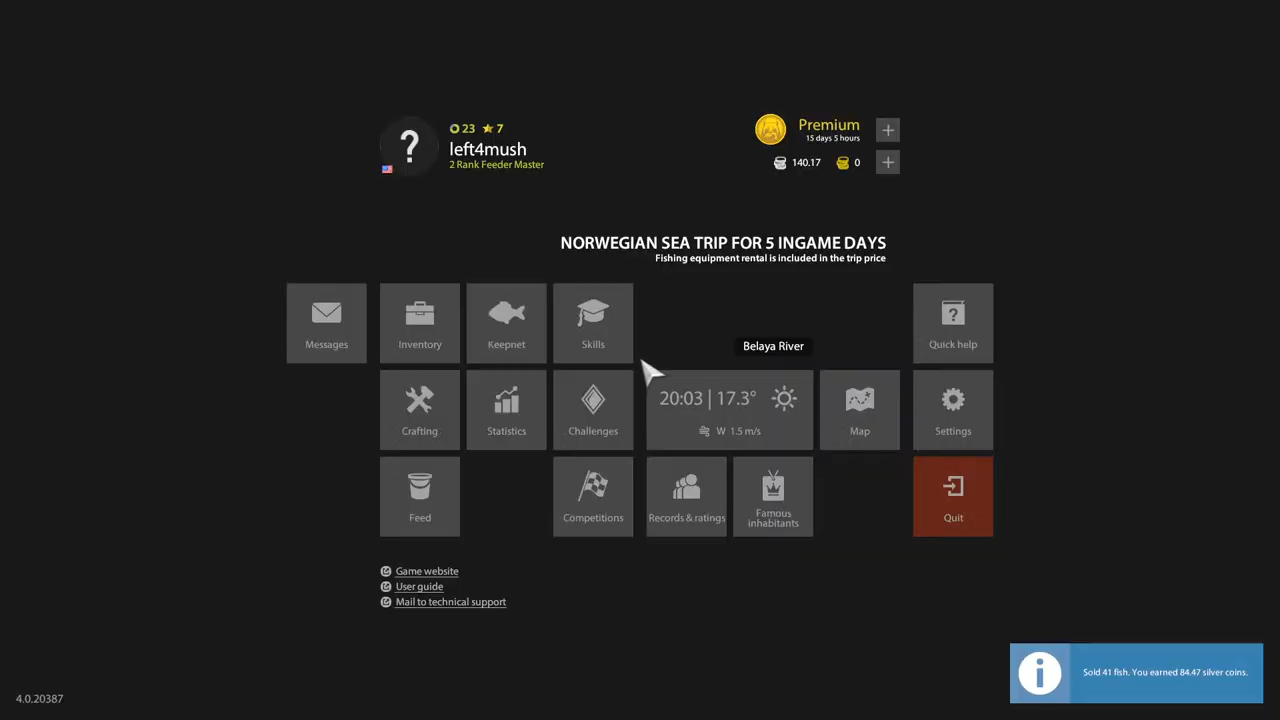 23 7
left4mush
2 Rank Feeder Master
Premium
15 days 5 hours
140.17 0
NORWEGIAN SEA TRIP FOR 5 INGAME DAYS
Fishing equipment rental is included in the trip price
Messages
Inventory
Keepnet
Skills
Belaya River
Quick help
Crafting
Statistics
Challenges
20:03 | 17.3°
W 1.5 m/s
Map
Settings
Feed
Competitions
Records & ratings
Famous
inhabitants
Quit
Game website
User guide
Mail to technical support
Sold 41 fish. You earned 84.47 silver coins.
4.0.20387